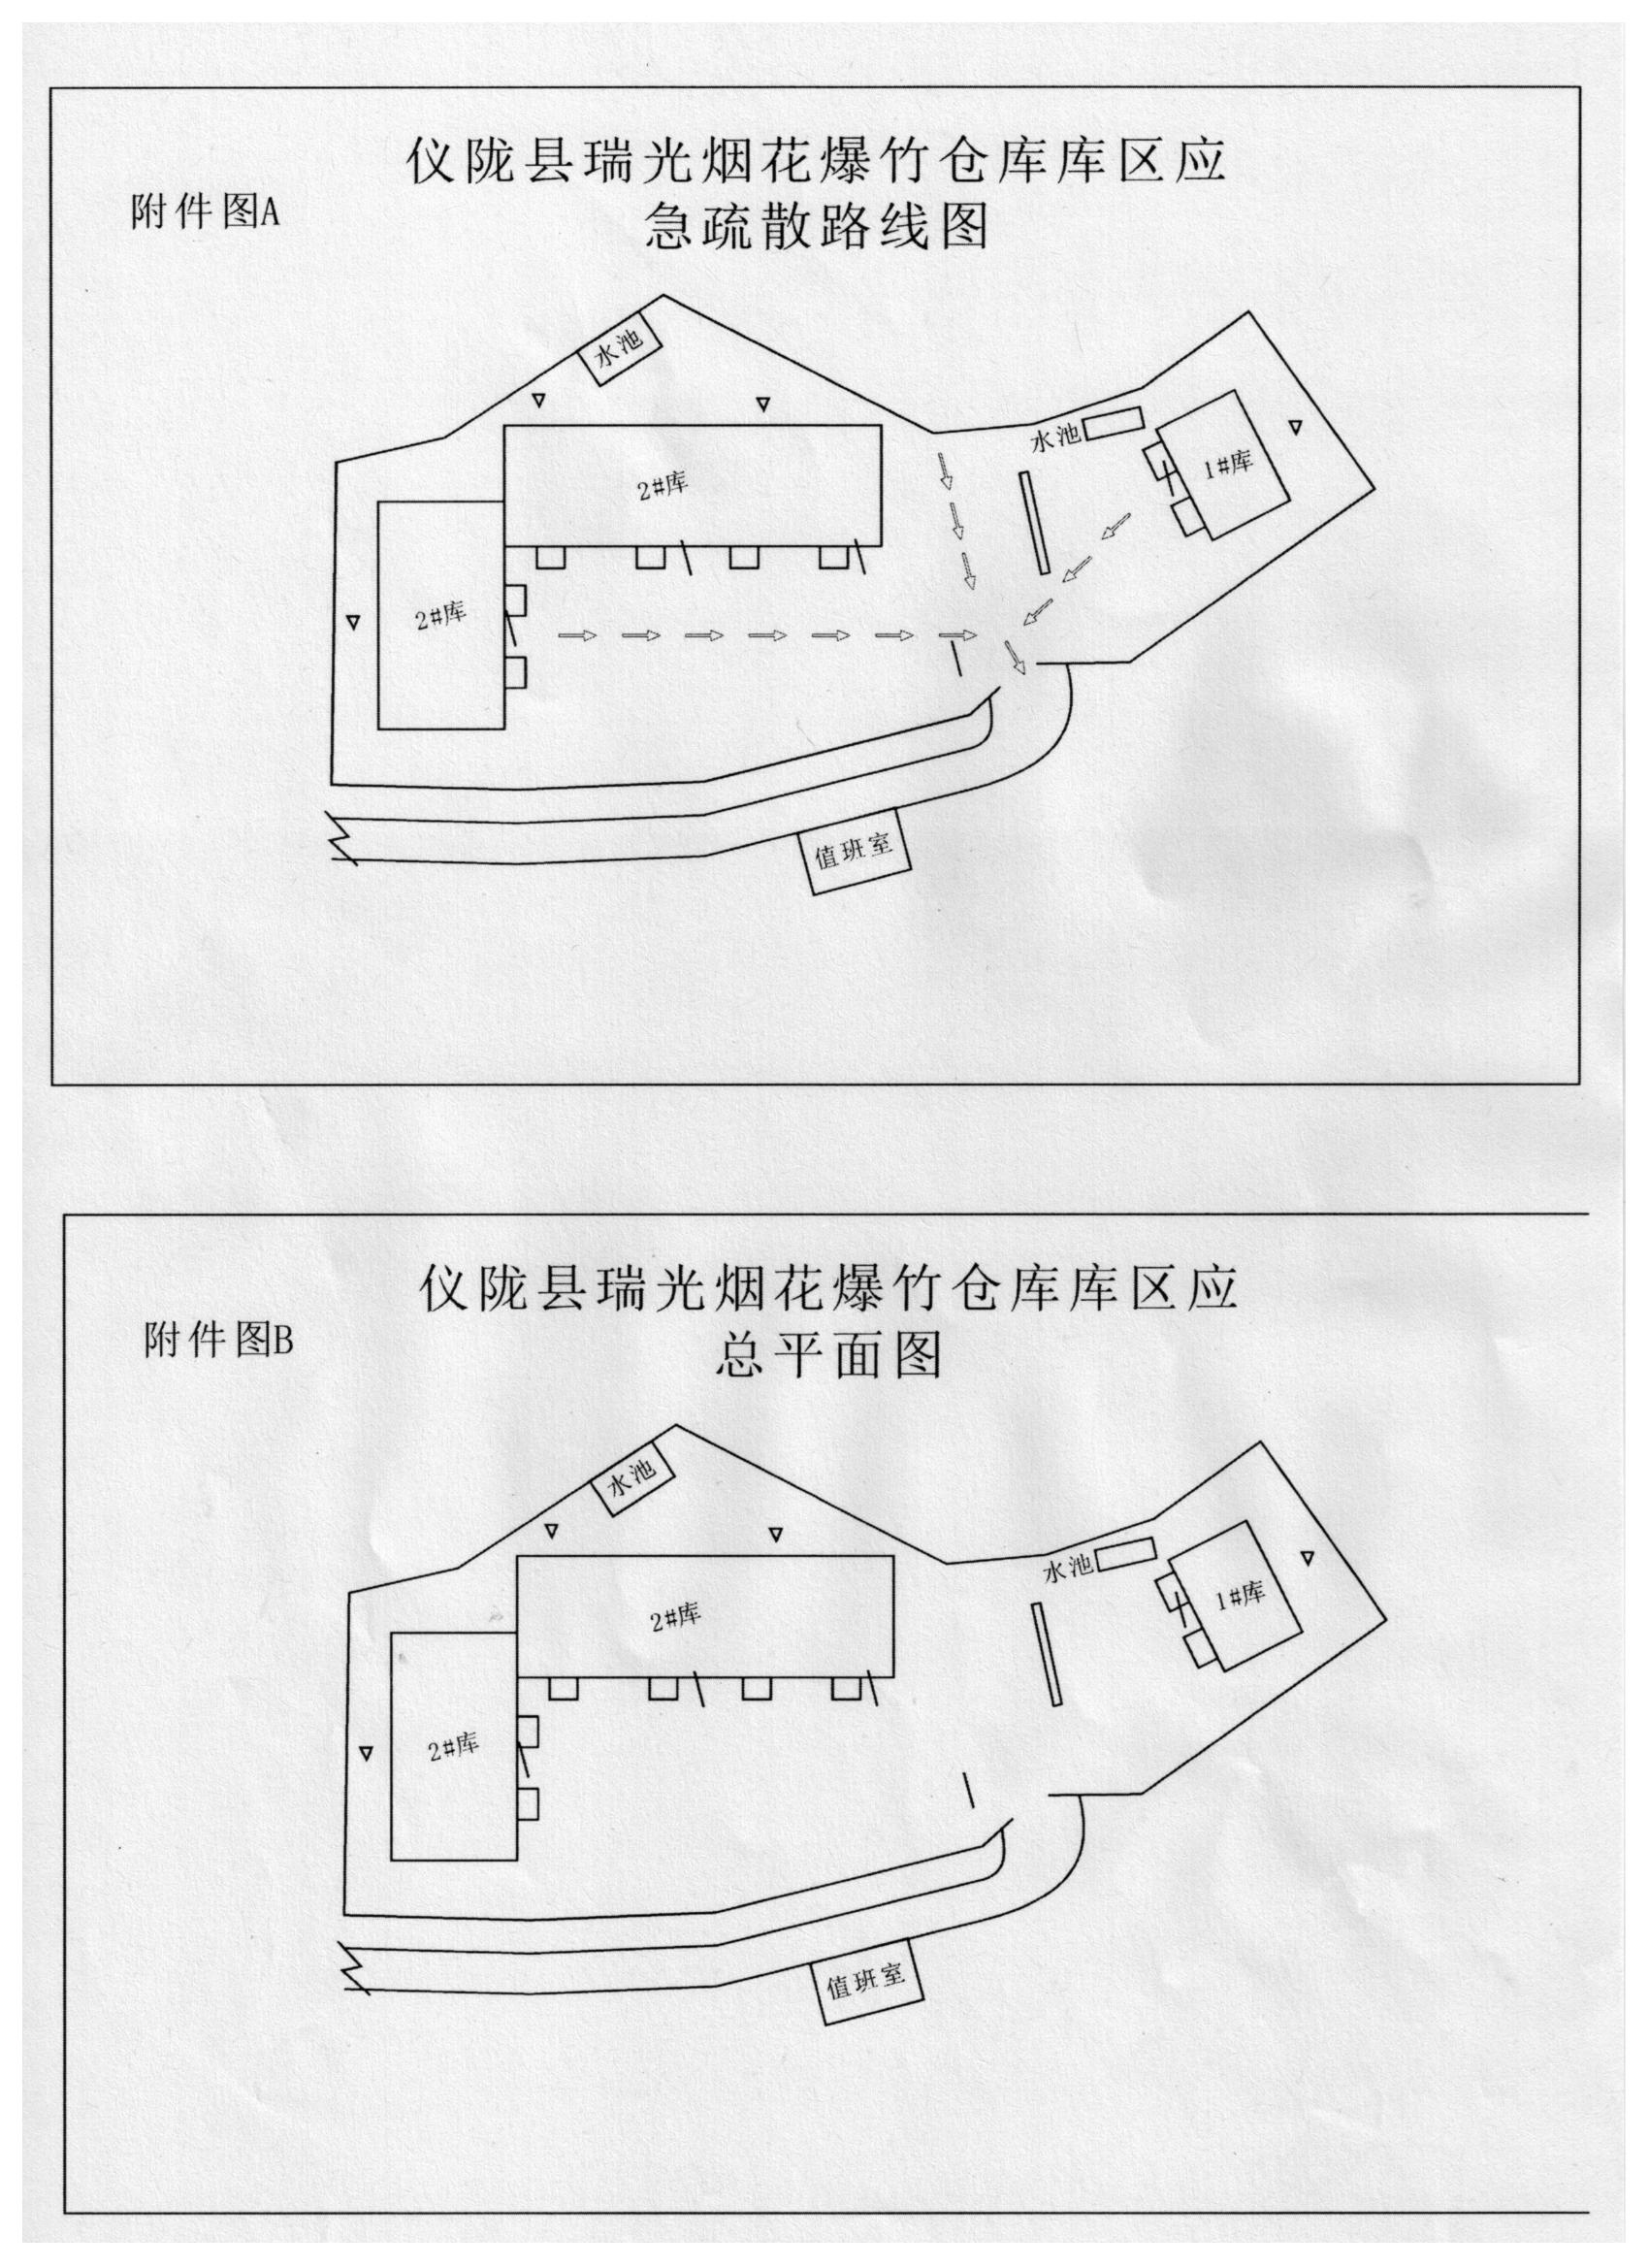 仪陇县瑞光烟花爆竹仓库库区应
急疏散路线图
附件图A
水池
水池
1#库
2#库
2#库
值班室
仪陇县瑞光烟花爆竹仓库库区应
总平面图
附件图B
水池
水池
1#库
2#库
2#库
值班室